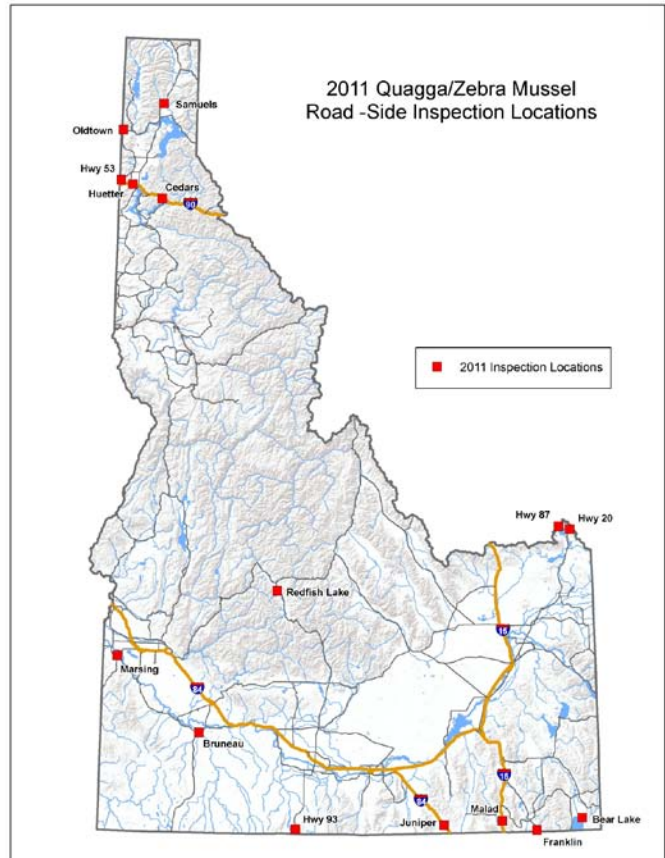 2011 Quagga/Zebra Mussel
Road -Side Inspection Locations
Samuels
Oldtown
Hwy 53
Huetter
Cedars
90
2011 Inspection Locations
Hwy 87
Hwy 20
Redfish Lake
15
Marsing
84
Bruneau
15
84
Hwy 93
Juniper
Malad
Bear Lake
Franklin